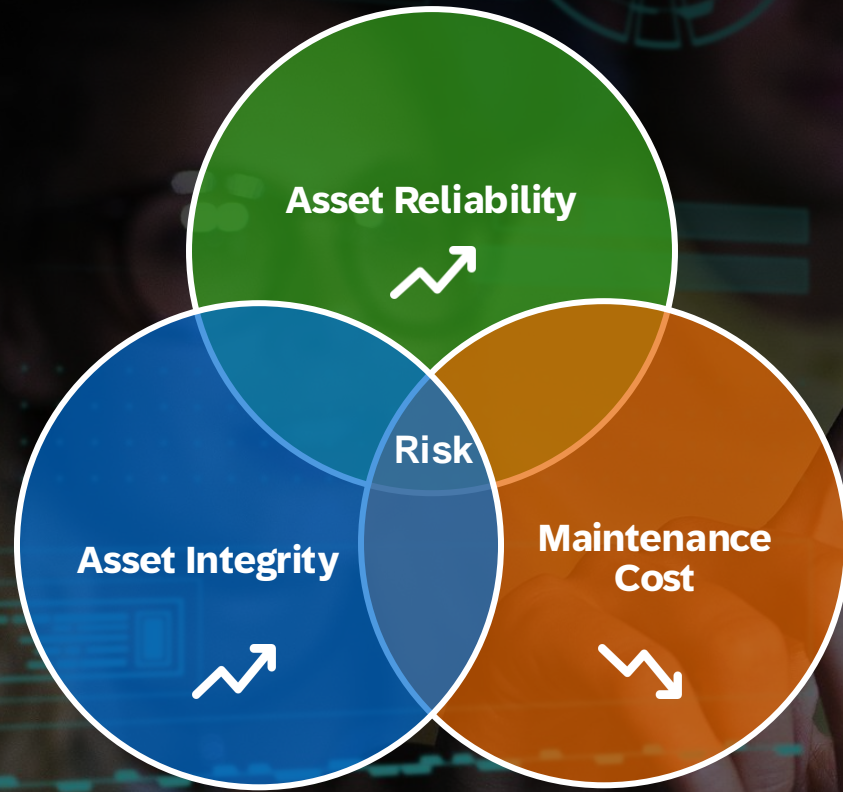 Asset Reliability
Risk
Asset Integrity
Maintenance
Cost